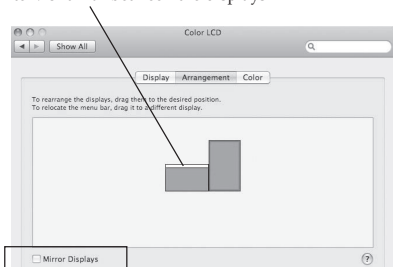 Color LCD
Show All
Display Arrangement Color
To rearrange the displays, drag them to the desired position.
To relocate the menu bar, drag it to a different display.
Mirror Displays
?